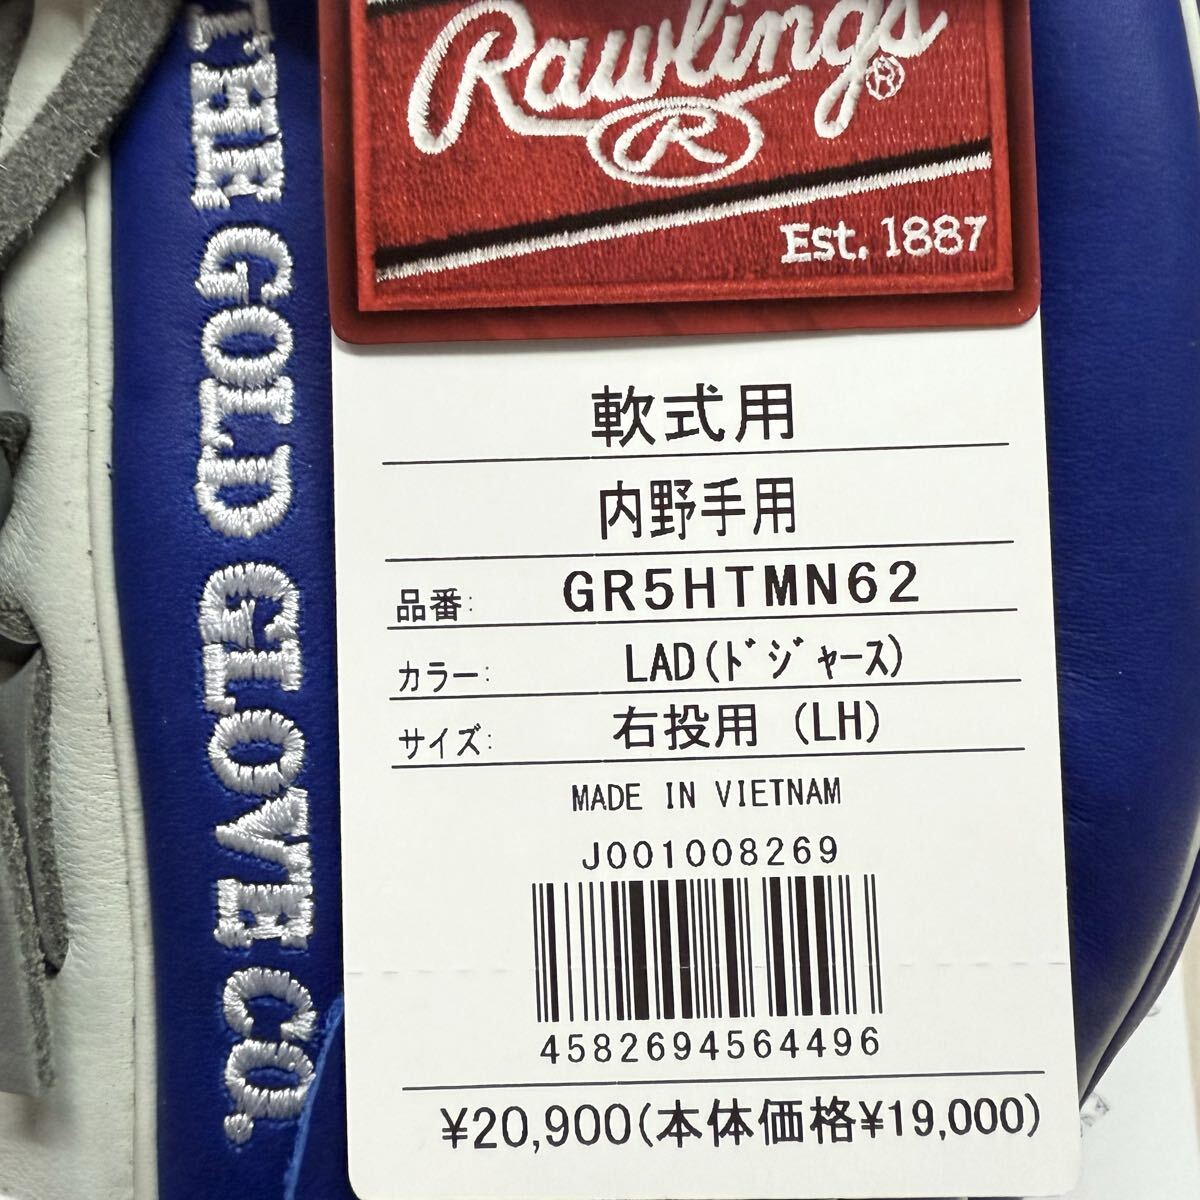 THE GOLD GLOVE CO.
Rawlings®
R
Est. 1887
軟式用
内野手用
品番: GR5HTMN62
カラー: LAD(ﾄﾞｼﾞｬｰｽ)
サイズ: 右投用 (LH)
MADE IN VIETNAM
J001008269
4582694564496
¥20,900(本体価格¥19,000)